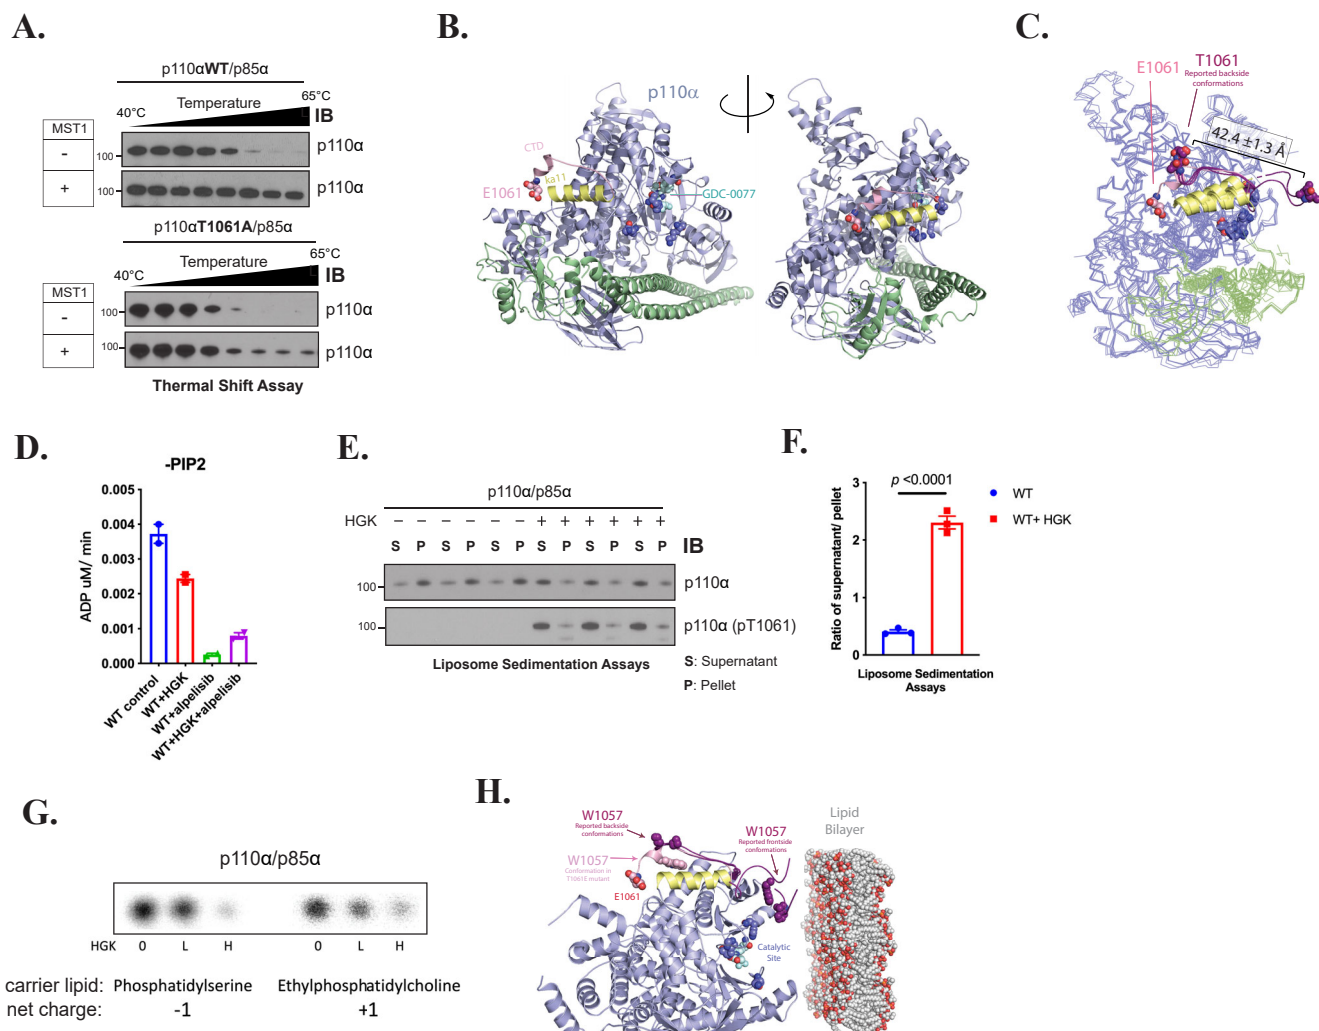 A.
p110αWT/p85α
40°C
Temperature
65°C
IB
MST1
-
100
p110α
+
100
p110α
p110αT1061A/p85α
40°C
Temperature
65°C
IB
MST1
-
100
p110α
+
100
p110α
Thermal Shift Assay
B.
p110α
CTD
E1061
kα11
GDC-0077
C.
E1061
T1061
Reported backside
conformations
42.4 ±1.3 Å
D.
-PIP2
ADP uM/ min
0.005
0.004
0.003
0.002
0.001
0.000
WT control
WT+HGK
WT+alpelisib
WT+HGK+alpelisib
E.
p110α/p85α
HGK − − − − − − + + + + + +
S P S P S P S P S P S P IB
100
p110α
100
p110α (pT1061)
Liposome Sedimentation Assays
S: Supernatant
P: Pellet
F.
p <0.0001
Ratio of supernatant/ pellet
3
2
1
0
WT
WT+ HGK
Liposome Sedimentation
Assays
G.
p110α/p85α
HGK 0 L H 0 L H
carrier lipid: Phosphatidylserine Ethylphosphatidylcholine
net charge: -1 +1
H.
W1057
Reported backside
conformations
W1057
Reported frontside
conformations
W1057
Conformation in
T1061E mutant
E1061
Catalytic
Site
Lipid
Bilayer